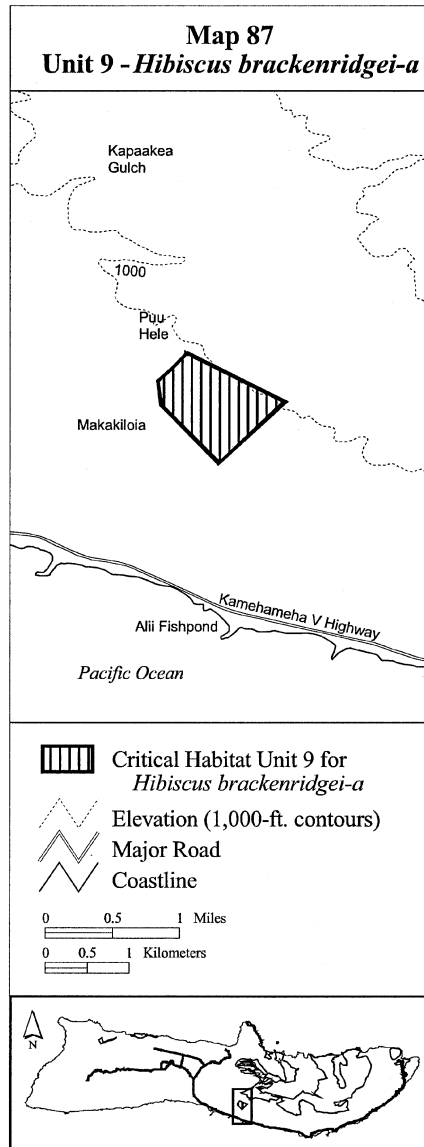 Map 87
Unit 9 - Hibiscus brackenridgei-a
Kapaakea
Gulch
1000
Puu
Hele
Makakiloia
Kamehameha V Highway
Alii Fishpond
Pacific Ocean
Critical Habitat Unit 9 for
Hibiscus brackenridgei-a
Elevation (1,000-ft. contours)
Major Road
Coastline
0 0.5 1 Miles
0 0.5 1 Kilometers
N